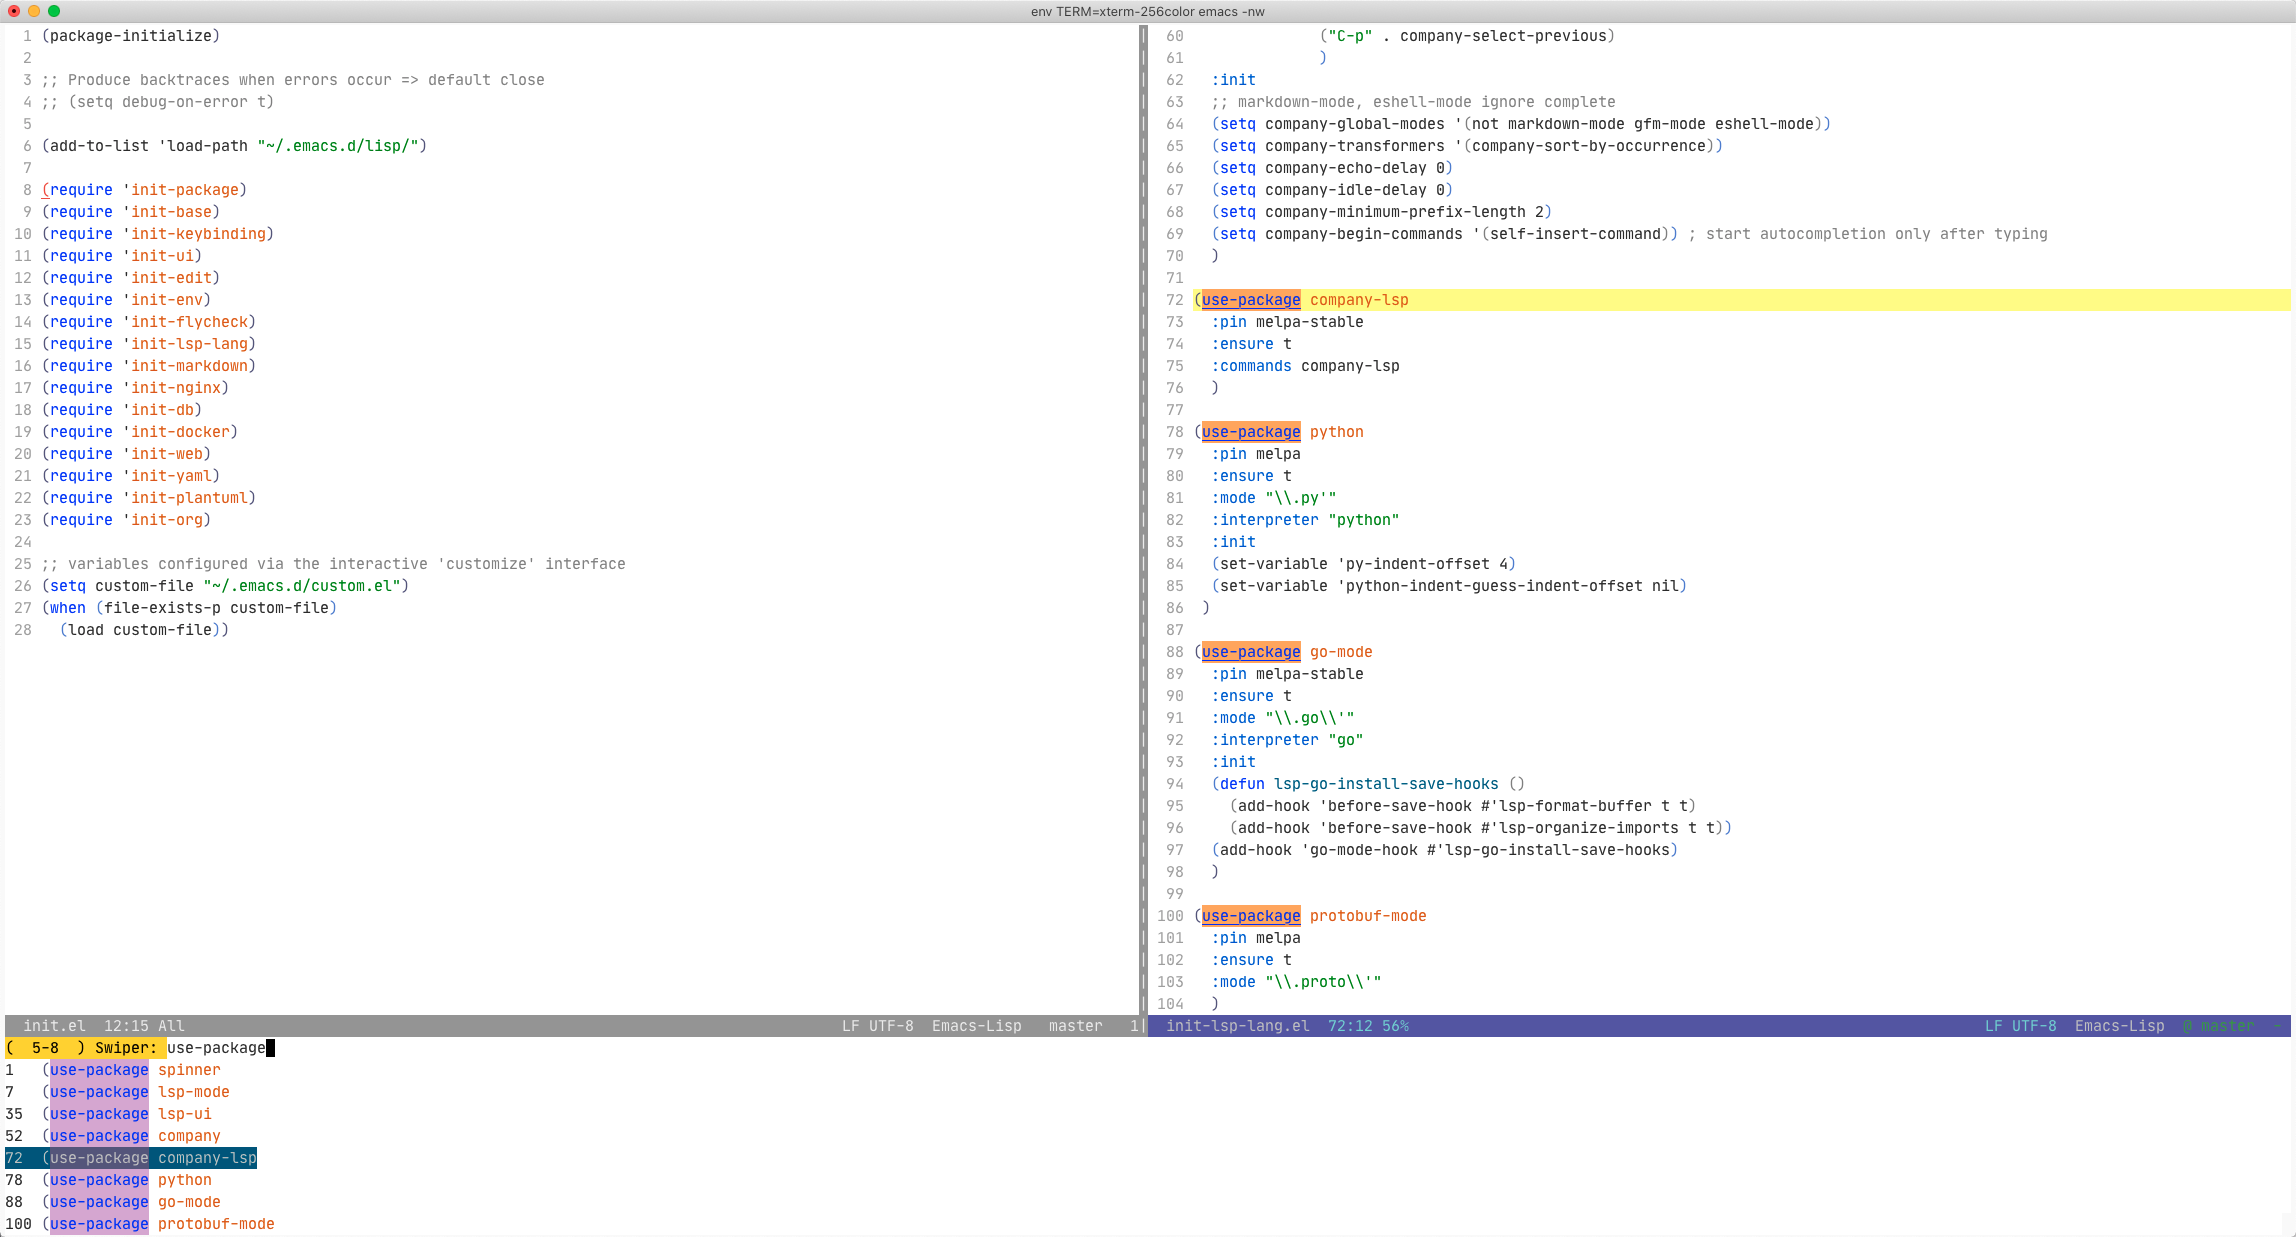 env TERM=xterm-256color emacs -nw
1 (package-initialize)
2
3 ;; Produce backtraces when errors occur => default close
4 ;; (setq debug-on-error t)
5
6 (add-to-list 'load-path "~/.emacs.d/lisp/")
7
8 (require 'init-package)
9 (require 'init-base)
10 (require 'init-keybinding)
11 (require 'init-ui)
12 (require 'init-edit)
13 (require 'init-env)
14 (require 'init-flycheck)
15 (require 'init-lsp-lang)
16 (require 'init-markdown)
17 (require 'init-nginx)
18 (require 'init-db)
19 (require 'init-docker)
20 (require 'init-web)
21 (require 'init-yaml)
22 (require 'init-plantuml)
23 (require 'init-org)
24
25 ;; variables configured via the interactive 'customize' interface
26 (setq custom-file "~/.emacs.d/custom.el")
27 (when (file-exists-p custom-file)
28   (load custom-file))
init.el  12:15 All LF UTF-8  Emacs-Lisp   master   1|
60               ("C-p" . company-select-previous)
61               )
62   :init
63   ;; markdown-mode, eshell-mode ignore complete
64   (setq company-global-modes '(not markdown-mode gfm-mode eshell-mode))
65   (setq company-transformers '(company-sort-by-occurrence))
66   (setq company-echo-delay 0)
67   (setq company-idle-delay 0)
68   (setq company-minimum-prefix-length 2)
69   (setq company-begin-commands '(self-insert-command)) ; start autocompletion only after typing
70   )
71
72 (use-package company-lsp
73   :pin melpa-stable
74   :ensure t
75   :commands company-lsp
76   )
77
78 (use-package python
79   :pin melpa
80   :ensure t
81   :mode "\\.py'"
82   :interpreter "python"
83   :init
84   (set-variable 'py-indent-offset 4)
85   (set-variable 'python-indent-guess-indent-offset nil)
86  )
87
88 (use-package go-mode
89   :pin melpa-stable
90   :ensure t
91   :mode "\\.go\\'"
92   :interpreter "go"
93   :init
94   (defun lsp-go-install-save-hooks ()
95     (add-hook 'before-save-hook #'lsp-format-buffer t t)
96     (add-hook 'before-save-hook #'lsp-organize-imports t t))
97   (add-hook 'go-mode-hook #'lsp-go-install-save-hooks)
98   )
99
100 (use-package protobuf-mode
101   :pin melpa
102   :ensure t
103   :mode "\\.proto\\'"
104   )
init-lsp-lang.el  72:12 56% LF UTF-8  Emacs-Lisp  @ master  -
(  5-8  ) Swiper: use-package
1   (use-package spinner
7   (use-package lsp-mode
35  (use-package lsp-ui
52  (use-package company
72  (use-package company-lsp
78  (use-package python
88  (use-package go-mode
100 (use-package protobuf-mode